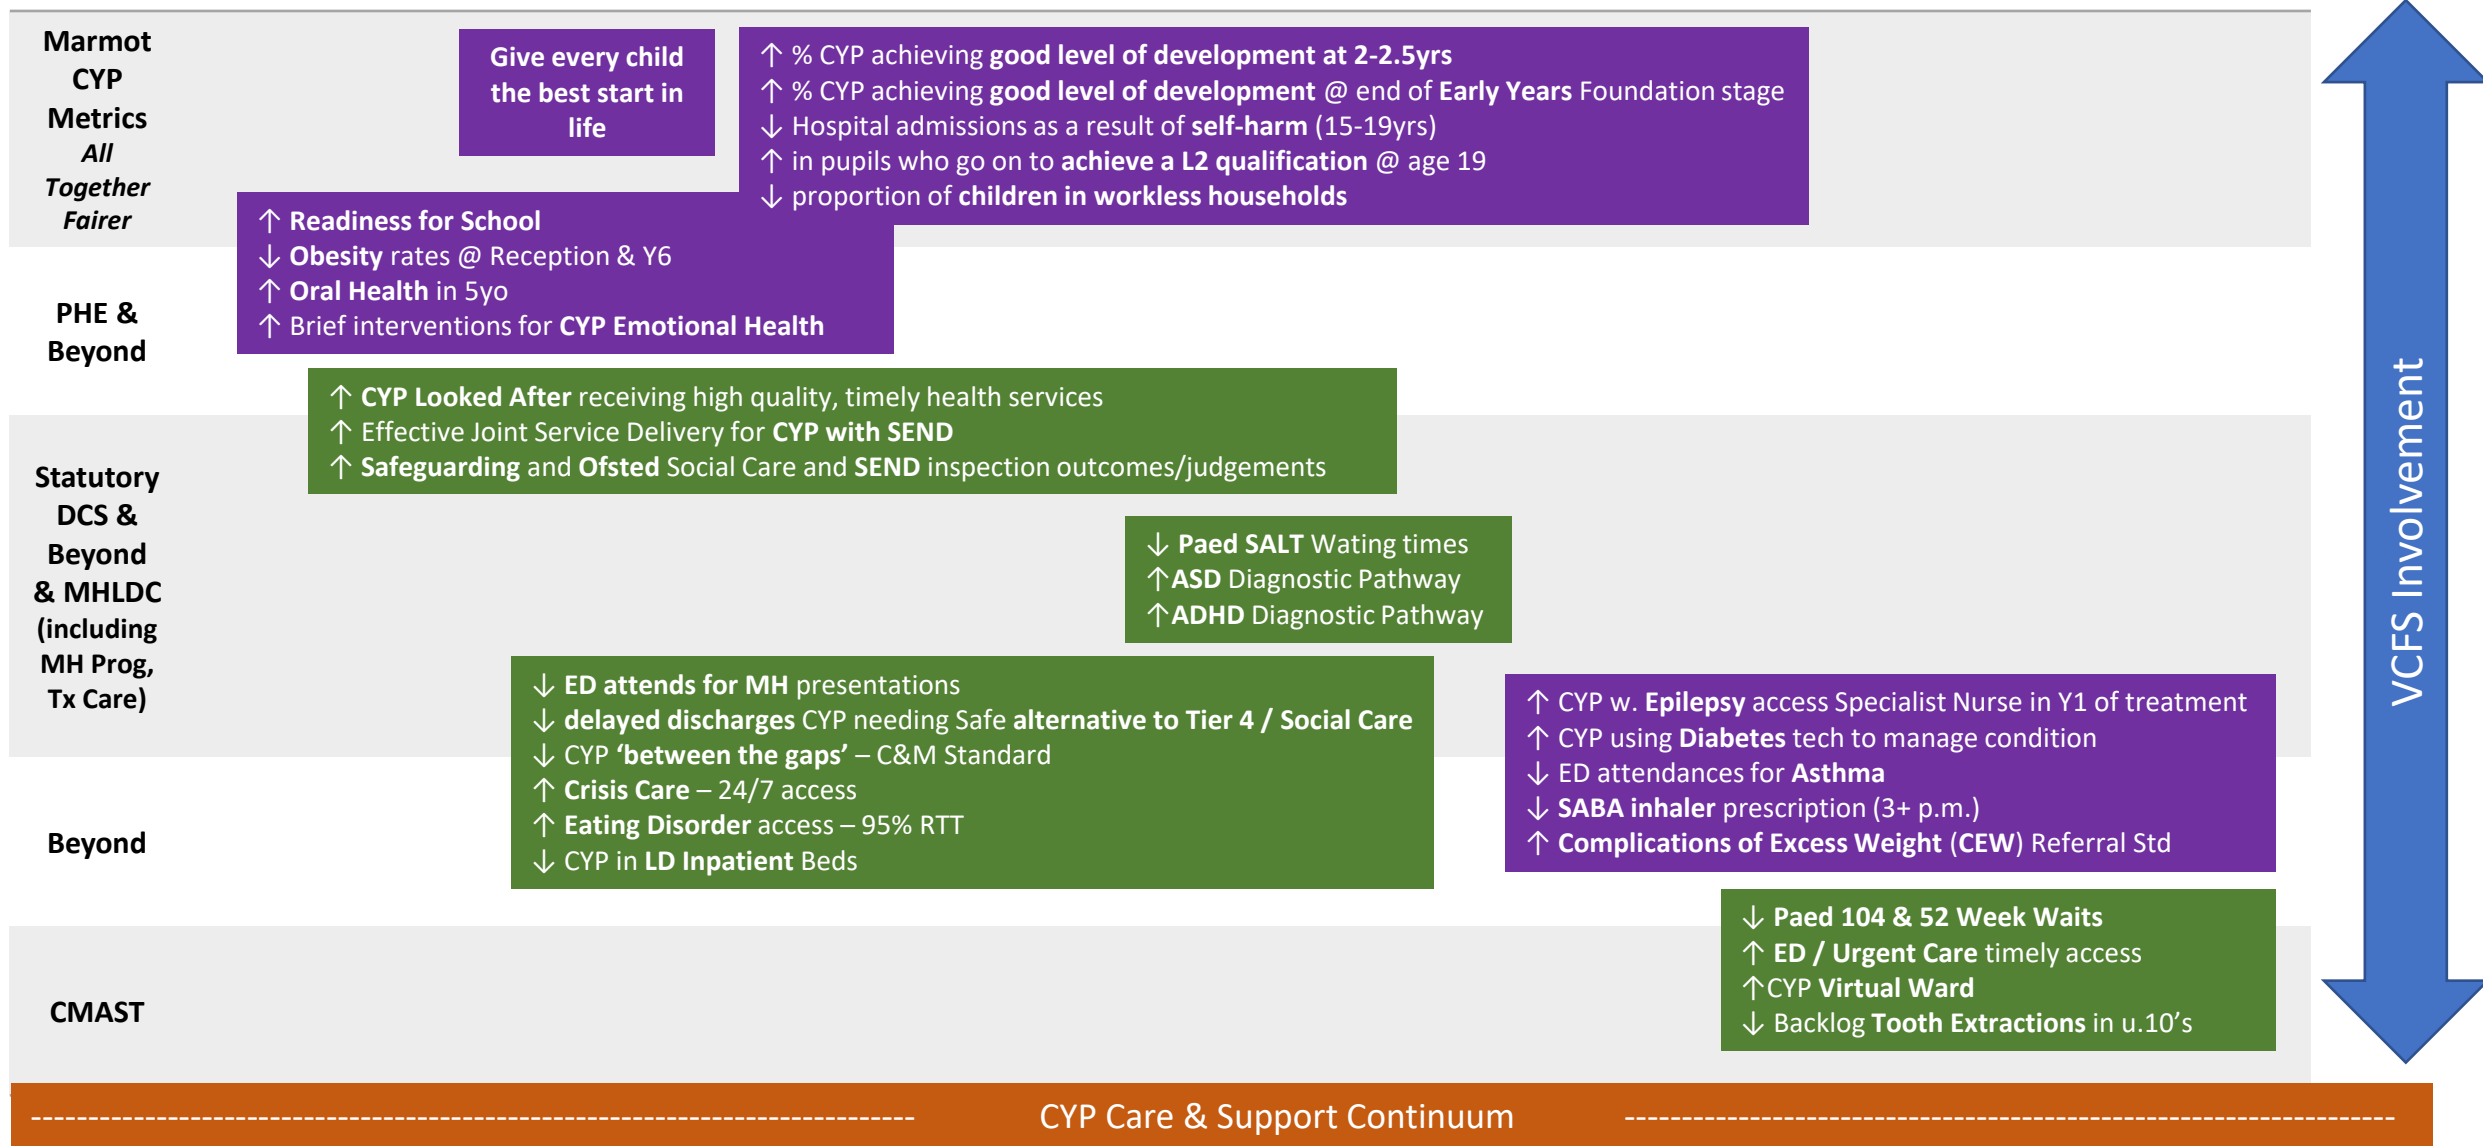 Marmot
CYP
Metrics
All
Together
Fairer
Give every child
the best start in
life
↑ % CYP achieving good level of development at 2-2.5yrs
↑ % CYP achieving good level of development @ end of Early Years Foundation stage
↓ Hospital admissions as a result of self-harm (15-19yrs)
↑ in pupils who go on to achieve a L2 qualification @ age 19
↓ proportion of children in workless households
PHE &
Beyond
↑ Readiness for School
↓ Obesity rates @ Reception & Y6
↑ Oral Health in 5yo
↑ Brief interventions for CYP Emotional Health
↑ CYP Looked After receiving high quality, timely health services
↑ Effective Joint Service Delivery for CYP with SEND
↑ Safeguarding and Ofsted Social Care and SEND inspection outcomes/judgements
Statutory
DCS &
Beyond
& MHLDC
(including
MH Prog,
Tx Care)
↓ Paed SALT Wating times
↑ASD Diagnostic Pathway
↑ADHD Diagnostic Pathway
↓ ED attends for MH presentations
↓ delayed discharges CYP needing Safe alternative to Tier 4 / Social Care
↓ CYP ‘between the gaps’ – C&M Standard
↑ Crisis Care – 24/7 access
↑ Eating Disorder access – 95% RTT
↓ CYP in LD Inpatient Beds
↑ CYP w. Epilepsy access Specialist Nurse in Y1 of treatment
↑ CYP using Diabetes tech to manage condition
↓ ED attendances for Asthma
↓ SABA inhaler prescription (3+ p.m.)
↑ Complications of Excess Weight (CEW) Referral Std
Beyond
↓ Paed 104 & 52 Week Waits
↑ ED / Urgent Care timely access
↑CYP Virtual Ward
↓ Backlog Tooth Extractions in u.10’s
CMAST
VCFS Involvement
CYP Care & Support Continuum